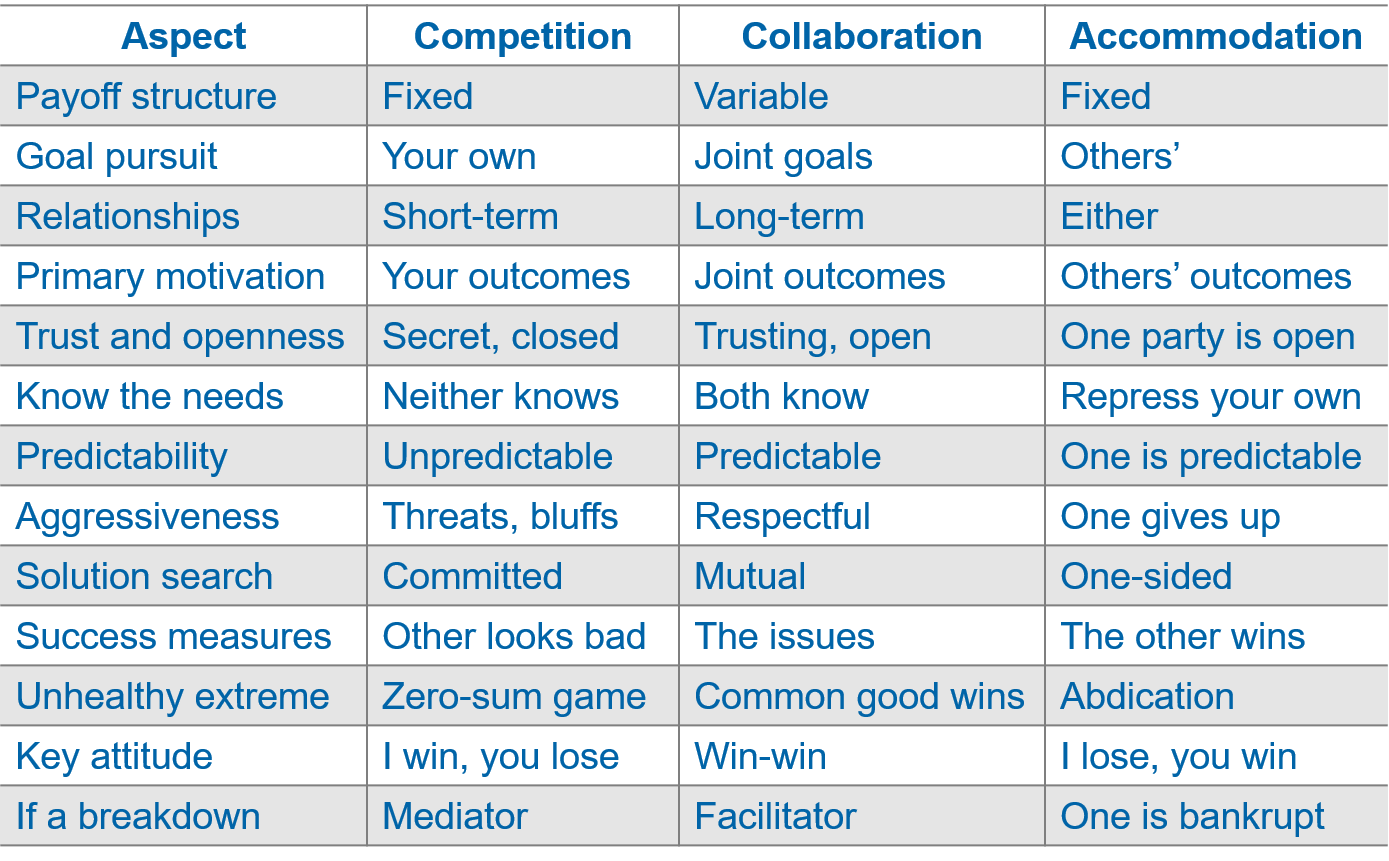 Aspect Competition Collaboration Accommodation
Payoff structure Fixed Variable Fixed
Goal pursuit Your own Joint goals Others’
Relationships Short-term Long-term Either
Primary motivation Your outcomes Joint outcomes Others’ outcomes
Trust and openness Secret, closed Trusting, open One party is open
Know the needs Neither knows Both know Repress your own
Predictability Unpredictable Predictable One is predictable
Aggressiveness Threats, bluffs Respectful One gives up
Solution search Committed Mutual One-sided
Success measures Other looks bad The issues The other wins
Unhealthy extreme Zero-sum game Common good wins Abdication
Key attitude I win, you lose Win-win I lose, you win
If a breakdown Mediator Facilitator One is bankrupt